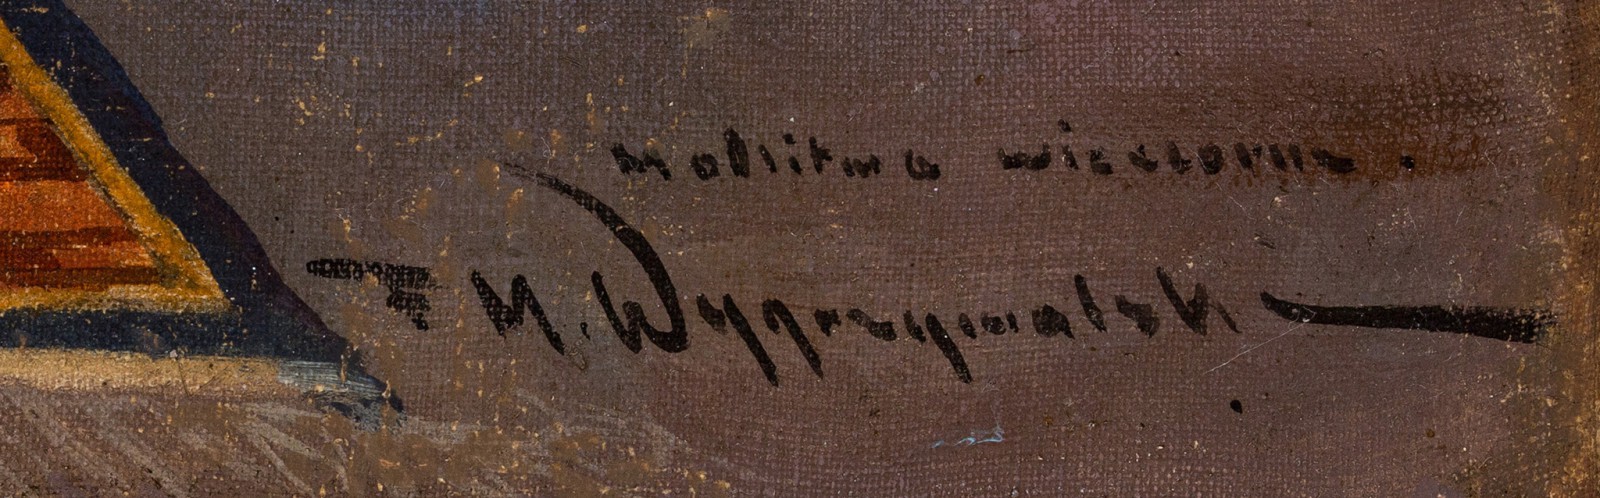 modlitwa wieczorna.
F. M. Wygrzywalski